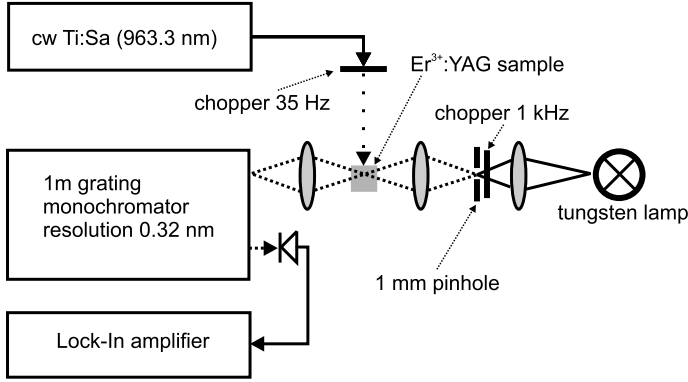 cw Ti:Sa (963.3 nm)
Er³⁺:YAG sample
chopper 35 Hz
chopper 1 kHz
1m grating
monochromator
resolution 0.32 nm
tungsten lamp
1 mm pinhole
Lock-In amplifier